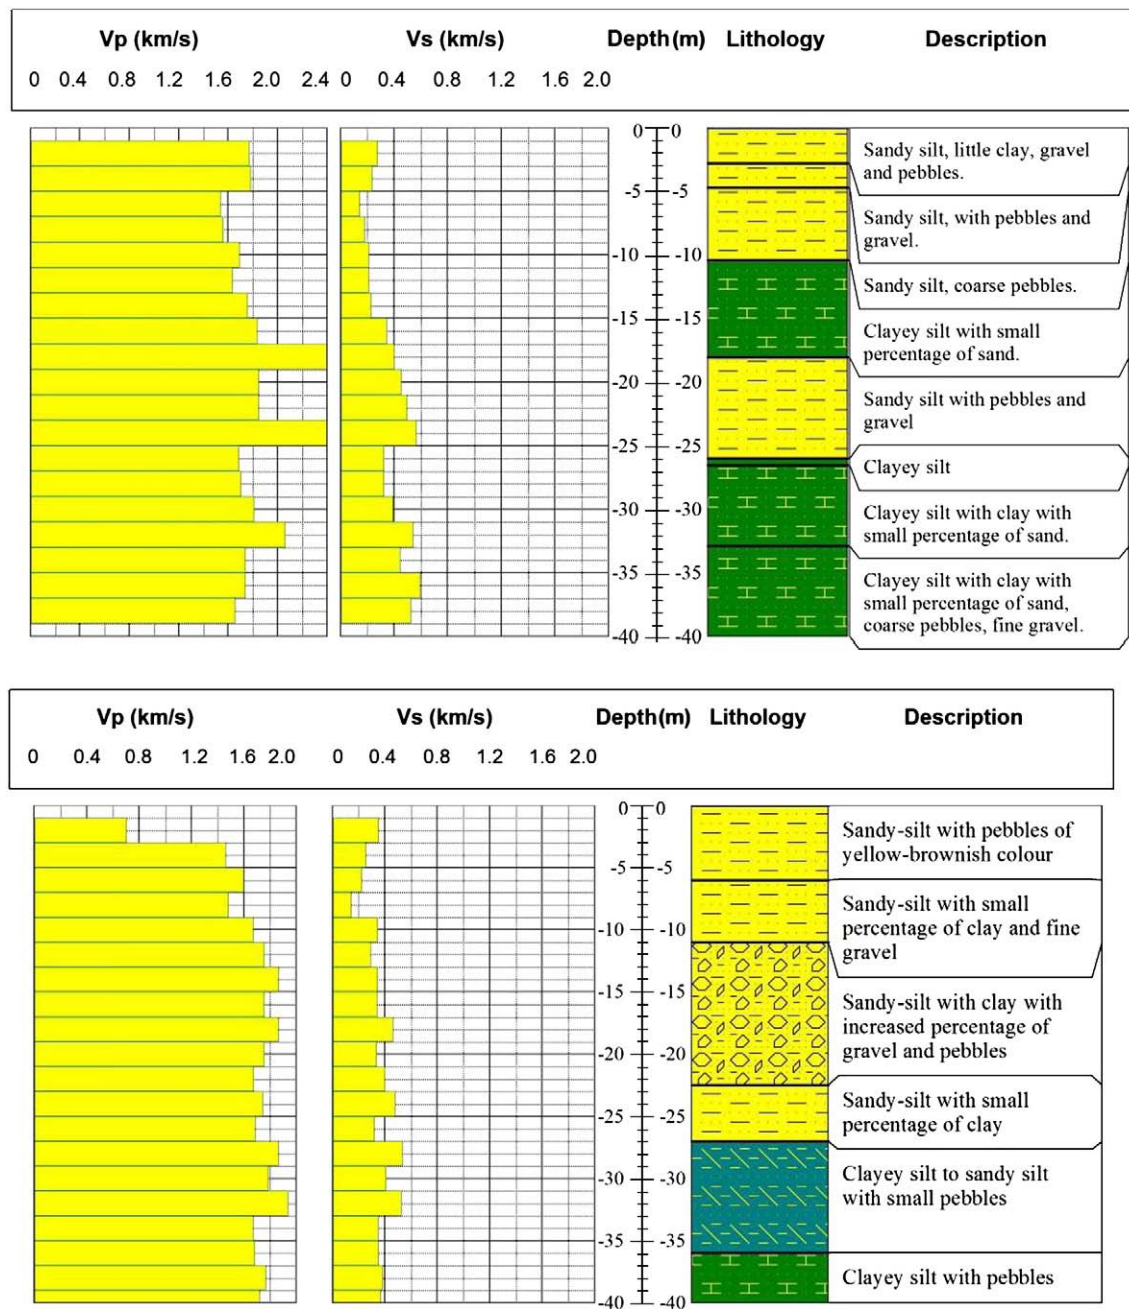 Vp (km/s) Vs (km/s) Depth(m) Lithology Description
0 0.4 0.8 1.2 1.6 2.0 2.4 0 0.4 0.8 1.2 1.6 2.0
0 0
Sandy silt, little clay, gravel
and pebbles.
-5 -5
Sandy silt, with pebbles and
gravel.
-10 -10
Sandy silt, coarse pebbles.
-15 -15
Clayey silt with small
percentage of sand.
-20 -20
Sandy silt with pebbles and
gravel
-25 -25
Clayey silt
-30 -30
Clayey silt with clay with
small percentage of sand.
-35 -35
Clayey silt with clay with
small percentage of sand,
coarse pebbles, fine gravel.
-40 -40
Vp (km/s) Vs (km/s) Depth(m) Lithology Description
0 0.4 0.8 1.2 1.6 2.0 0 0.4 0.8 1.2 1.6 2.0
0 0
Sandy-silt with pebbles of
yellow-brownish colour
-5 -5
Sandy-silt with small
percentage of clay and fine
gravel
-10 -10
-15 -15
Sandy-silt with clay with
increased percentage of
gravel and pebbles
-20 -20
Sandy-silt with small
percentage of clay
-25 -25
Clayey silt to sandy silt
with small pebbles
-30 -30
-35 -35
Clayey silt with pebbles
-40 -40